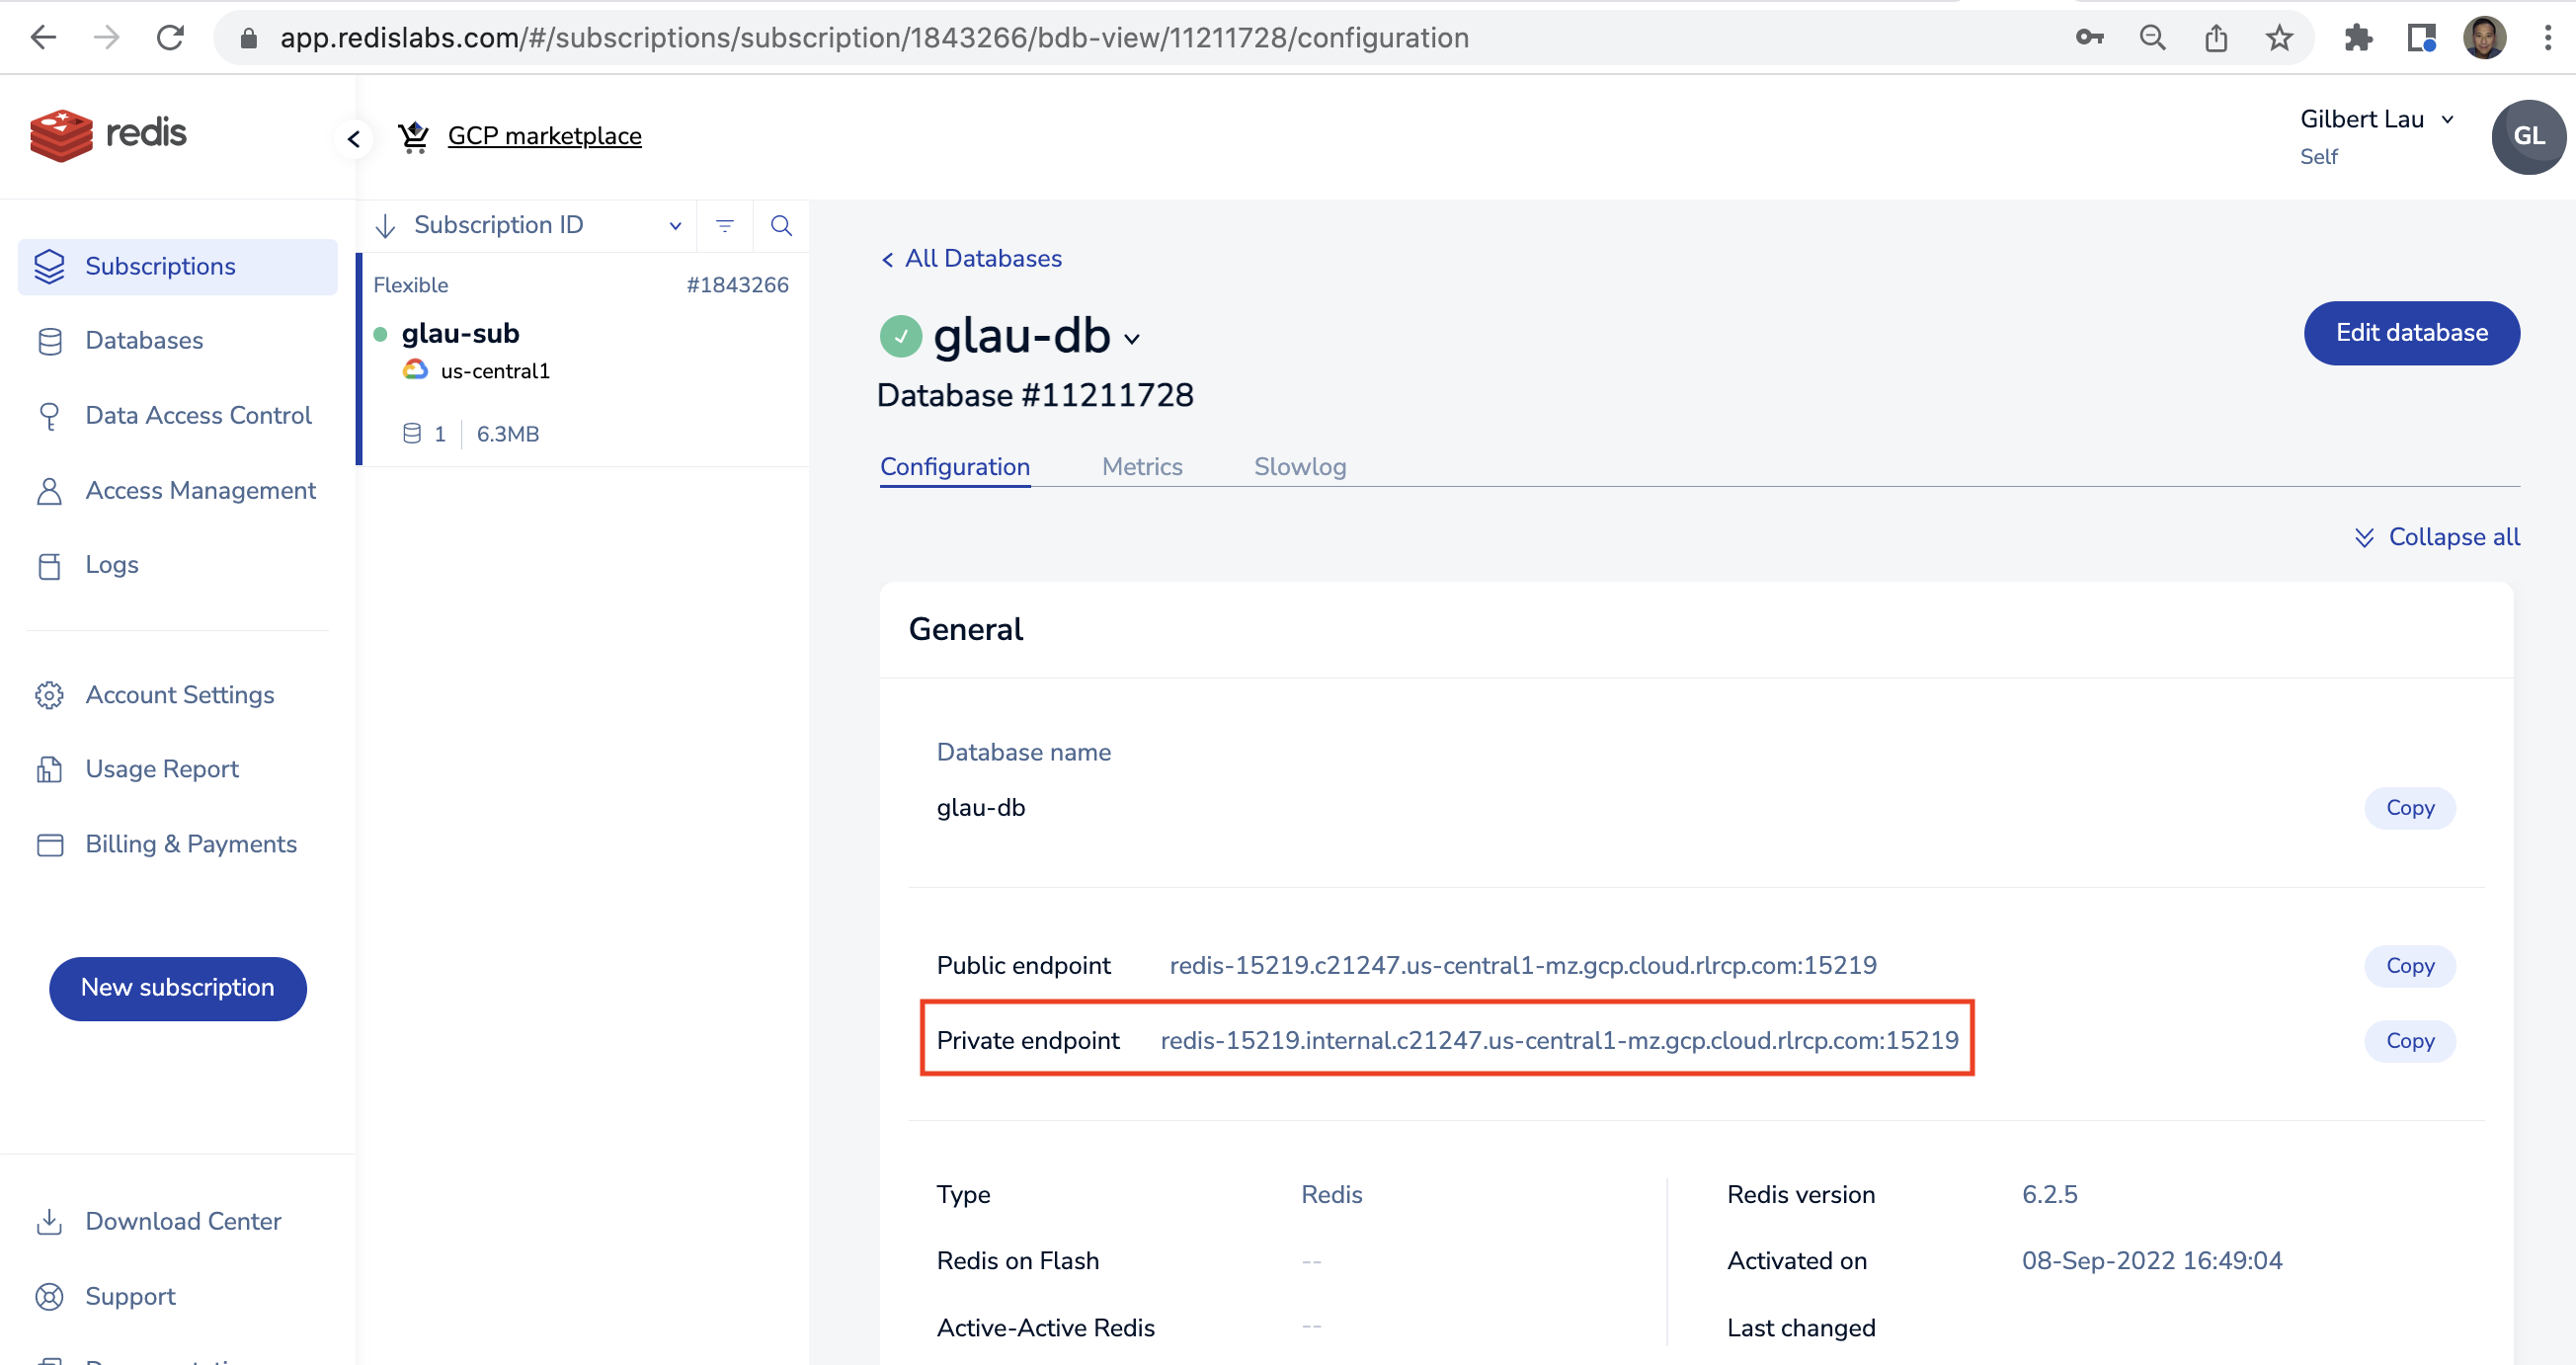 app.redislabs.com/#/subscriptions/subscription/1843266/bdb-view/11211728/configuration
redis
GCP marketplace
Gilbert Lau
Self
GL
Subscriptions
Databases
Data Access Control
Access Management
Logs
Account Settings
Usage Report
Billing & Payments
New subscription
Download Center
Support
Subscription ID
Flexible #1843266
glau-sub
us-central1
1 6.3MB
All Databases
glau-db
Edit database
Database #11211728
Configuration Metrics Slowlog
Collapse all
General
Database name
glau-db Copy
Public endpoint redis-15219.c21247.us-central1-mz.gcp.cloud.rlrcp.com:15219 Copy
Private endpoint redis-15219.internal.c21247.us-central1-mz.gcp.cloud.rlrcp.com:15219 Copy
Type Redis Redis version 6.2.5
Redis on Flash -- Activated on 08-Sep-2022 16:49:04
Active-Active Redis -- Last changed